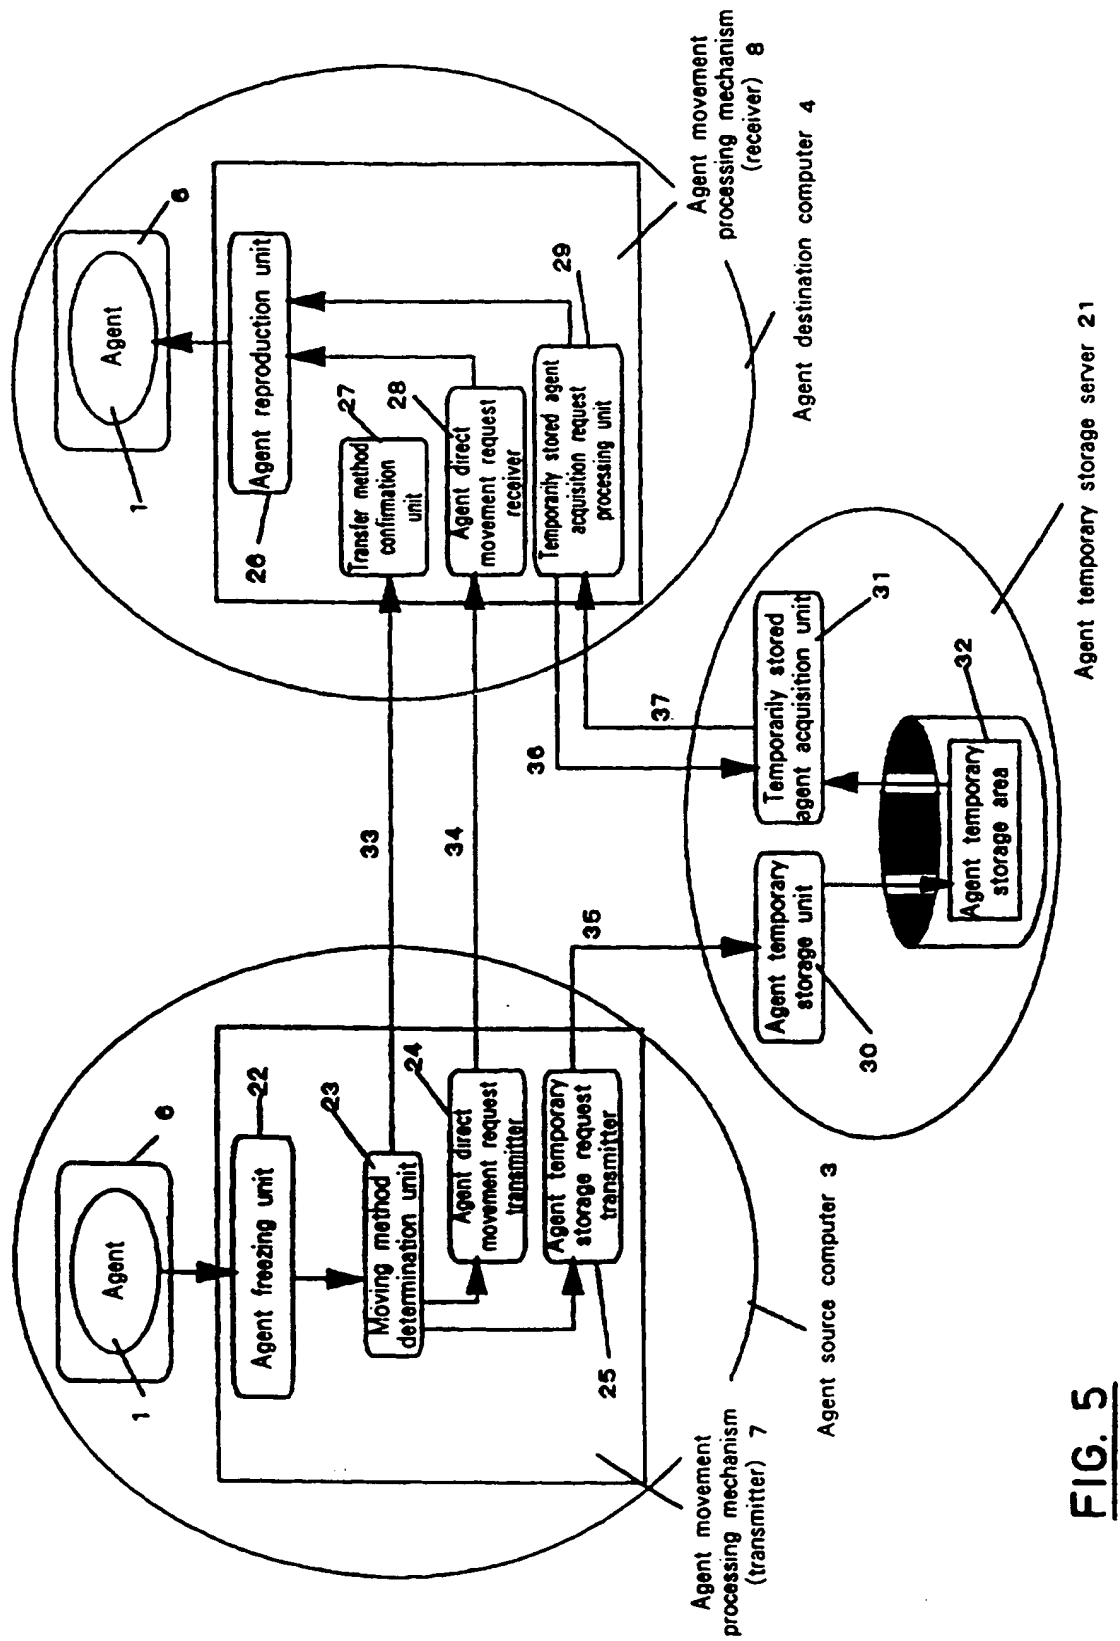 Agent
1
6
Agent freezing unit
22
Moving method
determination unit
23
Agent direct
movement request
transmitter
24
Agent temporary
storage request
transmitter
25
Agent movement
processing mechanism
(transmitter) 7
Agent source computer 3
33
34
35
36
37
Agent
1
6
Agent reproduction unit
26
Transfer method
confirmation
unit
27
Agent direct
movement request
receiver
28
Temporarily stored agent
acquisition request
processing unit
29
Agent movement
processing mechanism
(receiver) 8
Agent destination computer 4
Agent temporary
storage unit
30
Temporarily stored
agent acquisition unit
31
Agent temporary
storage area
32
Agent temporary storage server 21
FIG. 5